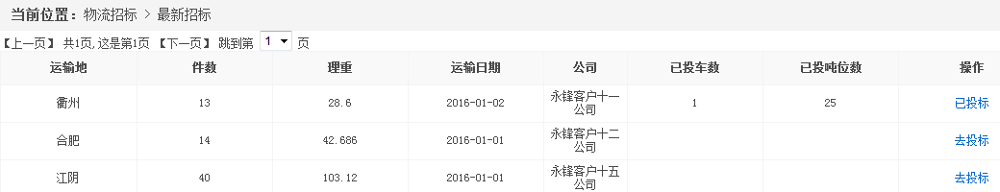 当前位置：物流招标 > 最新招标
【上一页】 共1页, 这是第1页 【下一页】 跳到第 1 页
运输地 件数 理重 运输日期 公司 已投车数 已投吨位数 操作
衢州 13 28.6 2016-01-02 永锋客户十一公司 1 25 已投标
合肥 14 42.686 2016-01-01 永锋客户十二公司 去投标
江阴 40 103.12 2016-01-01 永锋客户十五公司 去投标